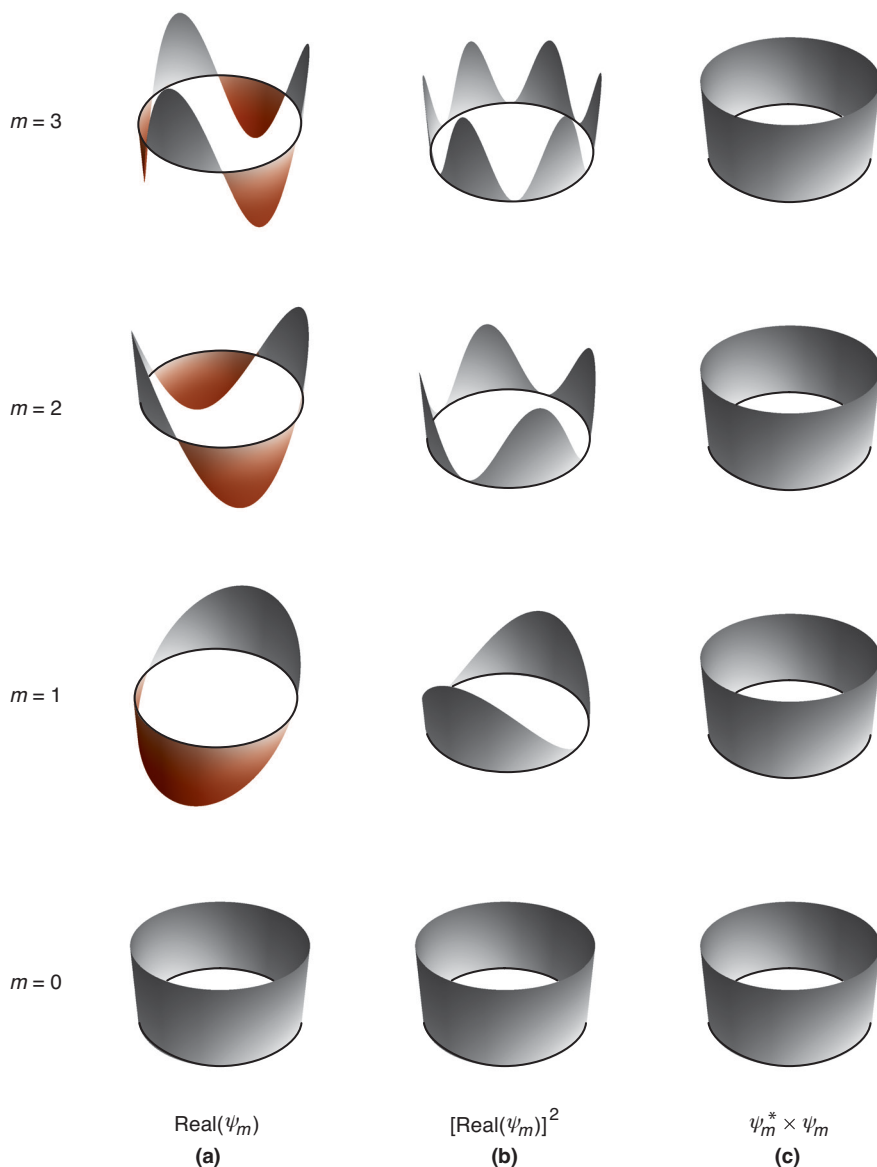 m = 3
m = 2
m = 1
m = 0
Real(ψₘ) [Real(ψₘ)]² ψₘ* × ψₘ
(a) (b) (c)